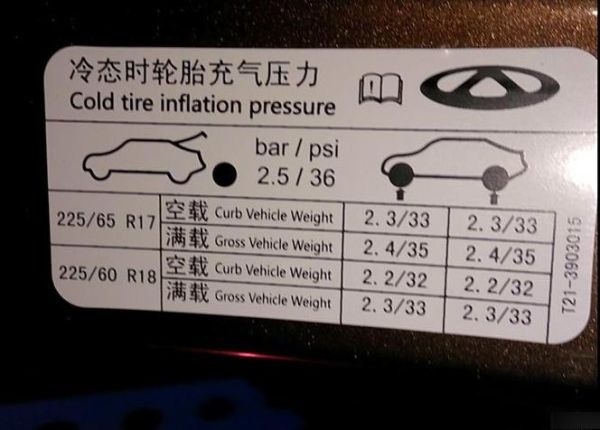 冷态时轮胎充气压力
Cold tire inflation pressure
bar / psi
2.5 / 36
225/65 R17 空载 Curb Vehicle Weight 2.3/33 2.3/33
满载 Gross Vehicle Weight 2.4/35 2.4/35
225/60 R18 空载 Curb Vehicle Weight 2.2/32 2.2/32
满载 Gross Vehicle Weight 2.3/33 2.3/33
T21-3903015